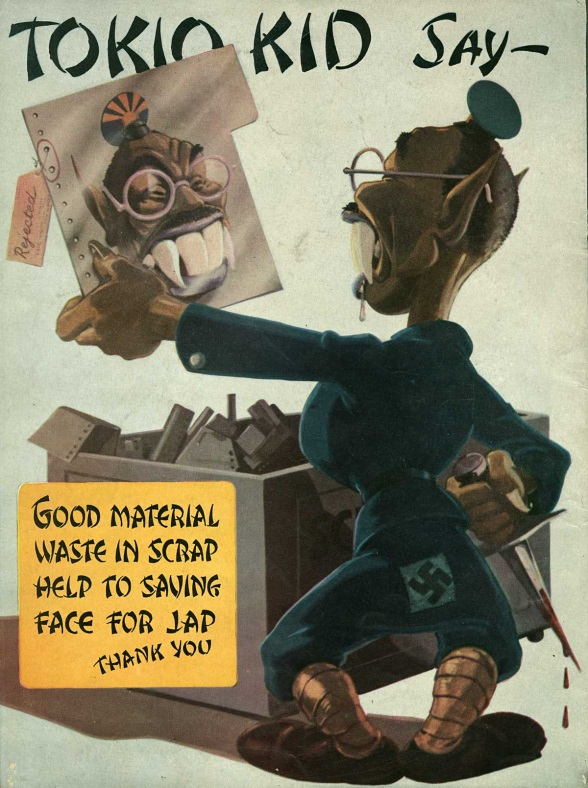 TOKIO KID SAY—
Rejected
GOOD MATERIAL
WASTE IN SCRAP
HELP TO SAVING
FACE FOR JAP
THANK YOU